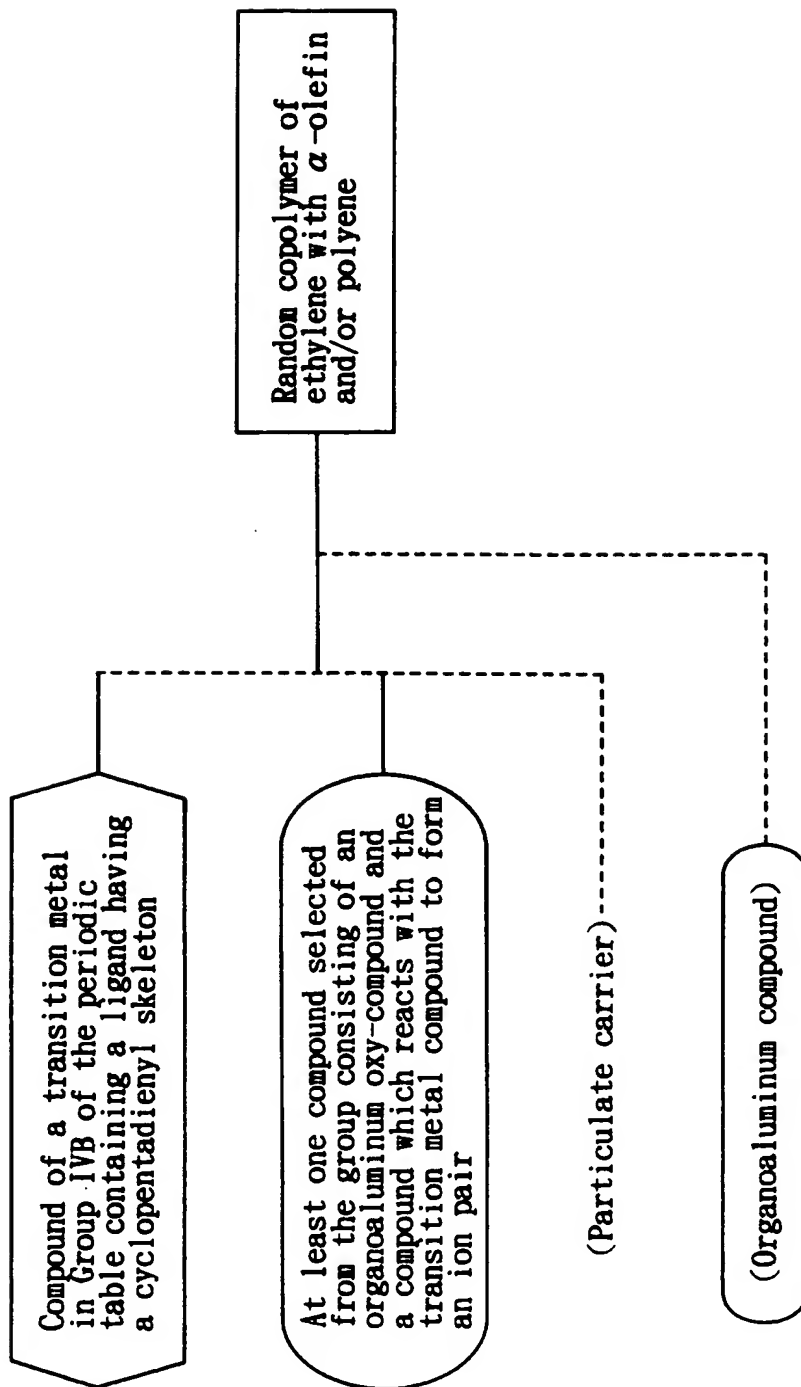 Compound of a transition metal
in Group IVB of the periodic
table containing a ligand having
a cyclopentadienyl skeleton
At least one compound selected
from the group consisting of an
organoaluminum oxy-compound and
a compound which reacts with the
transition metal compound to form
an ion pair
(Particulate carrier)
(Organoaluminum compound)
Random copolymer of
ethylene with α-olefin
and/or polyene